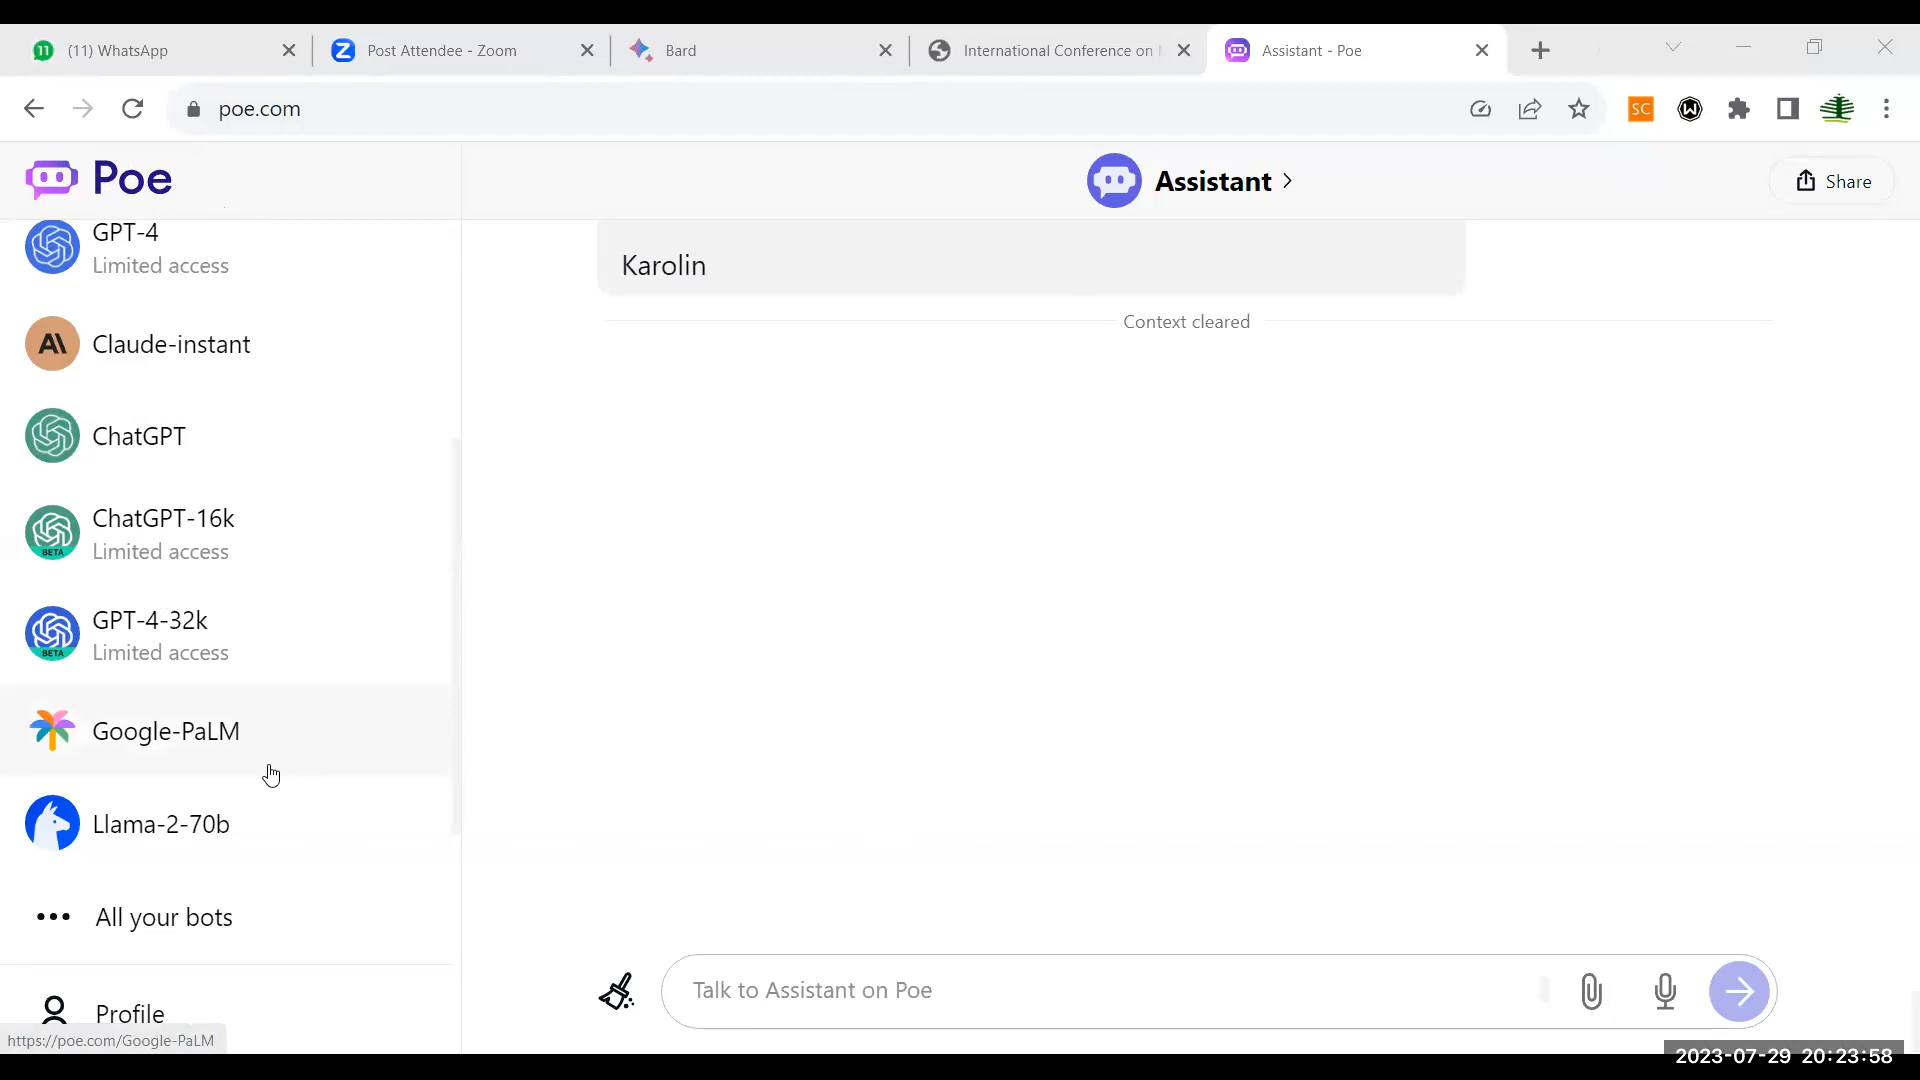 (11) WhatsApp
Post Attendee - Zoom
Bard
International Conference on
Assistant - Poe
poe.com
SC
Poe
Assistant
Share
GPT-4
Limited access
Karolin
Context cleared
Claude-instant
ChatGPT
ChatGPT-16k
Limited access
BETA
GPT-4-32k
Limited access
BETA
Google-PaLM
Llama-2-70b
All your bots
Talk to Assistant on Poe
Profile
https://poe.com/Google-PaLM
2023-07-29 20:23:58